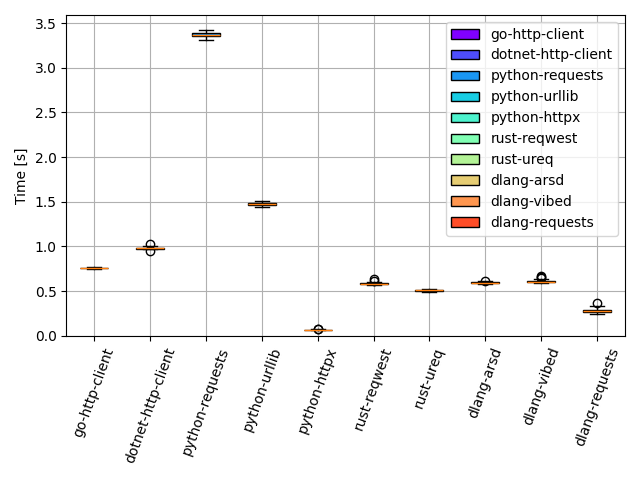 3.5
3.0
2.5
2.0
1.5
1.0
0.5
0.0
Time [s]
go-http-client
dotnet-http-client
python-requests
python-urllib
python-httpx
rust-reqwest
rust-ureq
dlang-arsd
dlang-vibed
dlang-requests
go-http-client
dotnet-http-client
python-requests
python-urllib
python-httpx
rust-reqwest
rust-ureq
dlang-arsd
dlang-vibed
dlang-requests